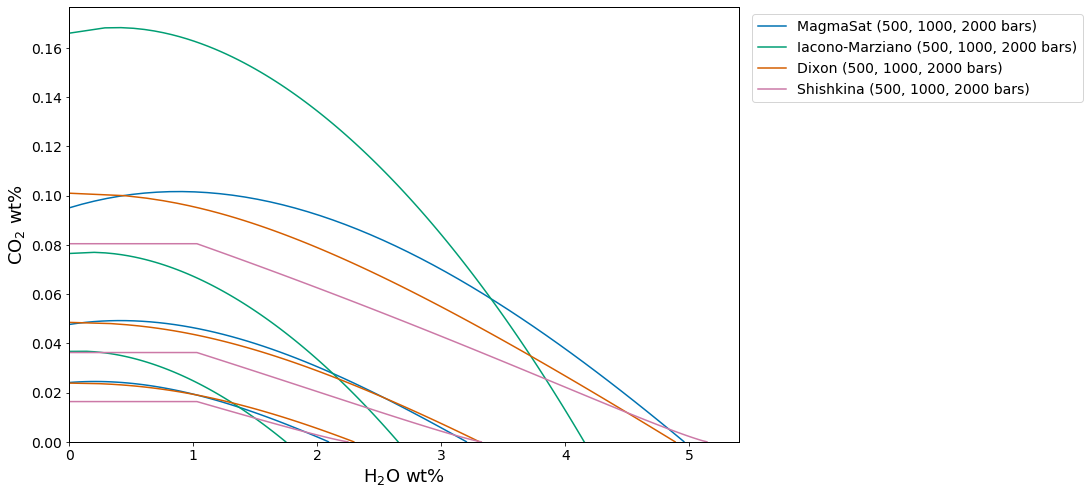 0.16
0.14
0.12
0.10
0.08
0.06
0.04
0.02
0.00
CO₂ wt%
0 1 2 3 4 5
H₂O wt%
MagmaSat (500, 1000, 2000 bars)
Iacono-Marziano (500, 1000, 2000 bars)
Dixon (500, 1000, 2000 bars)
Shishkina (500, 1000, 2000 bars)